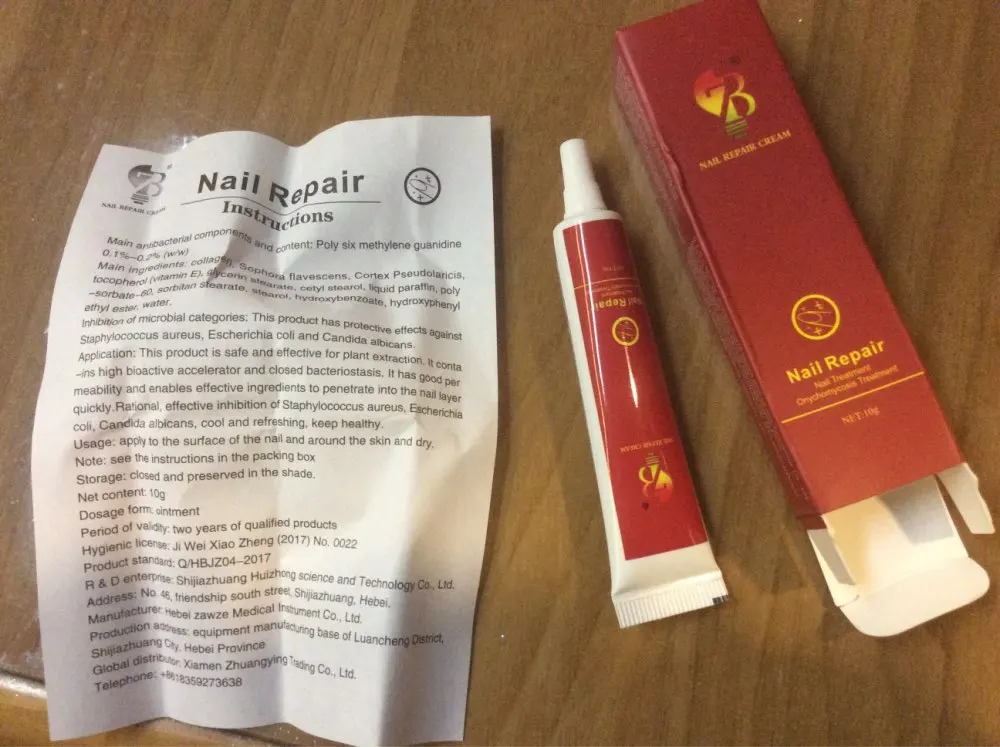 ZB
NAIL REPAIR CREAM
Nail Repair
Instructions
Main antibacterial components and content: Poly six methylene guanidine
0.1%~0.2% (w/w)
Main ingredients: collagen, Sophora flavescens, Cortex Pseudolaricis,
tocopherol (vitamin E), glycerin stearate, cetyl stearol, liquid paraffin, poly
-sorbate-60, sorbitan stearate, stearol, hydroxybenzoate, hydroxyphenyl
ethyl ester, water.
Inhibition of microbial categories: This product has protective effects against
Staphylococcus aureus, Escherichia coli and Candida albicans.
Application: This product is safe and effective for plant extraction. It conta
-ins high bioactive accelerator and closed bacteriostasis. It has good per
meability and enables effective ingredients to penetrate into the nail layer
quickly.Rational, effective inhibition of Staphylococcus aureus, Escherichia
coli, Candida albicans, cool and refreshing, keep healthy.
Usage: apply to the surface of the nail and around the skin and dry.
Note: see the instructions in the packing box
Storage: closed and preserved in the shade.
Net content: 10g
Dosage form: ointment
Period of validity: two years of qualified products
Hygienic license: Ji Wei Xiao Zheng (2017) No. 0022
Product standard: Q/HBJZ04-2017
R & D enterprise: Shijiazhuang Huizhong science and Technology Co., Ltd.
Address: No 46, friendship south street, Shijiazhuang, Hebei.
Manufacturer: Hebei zawze Medical Instrument Co., Ltd.
Production address: equipment manufacturing base of Luancheng District,
Shijiazhuang City. Hebei Province
Global distributor: Xiamen Zhuangying Trading Co., Ltd.
Telephone: +8618359273638
Nail Repair
NAIL REPAIR CREAM
ZB
ZB
NAIL REPAIR CREAM
Nail Repair
Nail Treatment
Onychomycosis Treatment
NET:10g